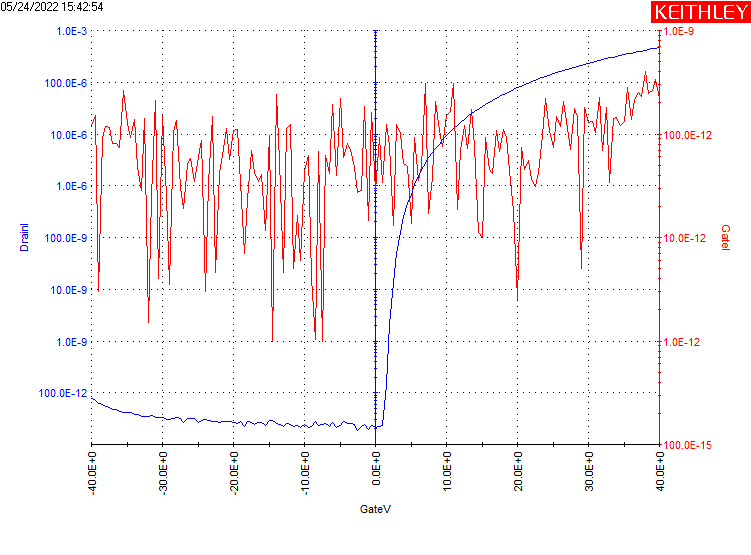 05/24/2022 15:42:54
KEITHLEY
1.0E-3
100.0E-6
10.0E-6
1.0E-6
100.0E-9
10.0E-9
1.0E-9
100.0E-12
DrainI
1.0E-9
100.0E-12
10.0E-12
1.0E-12
100.0E-15
GateI
-40.0E+0
-30.0E+0
-20.0E+0
-10.0E+0
0.0E+0
10.0E+0
20.0E+0
30.0E+0
40.0E+0
GateV